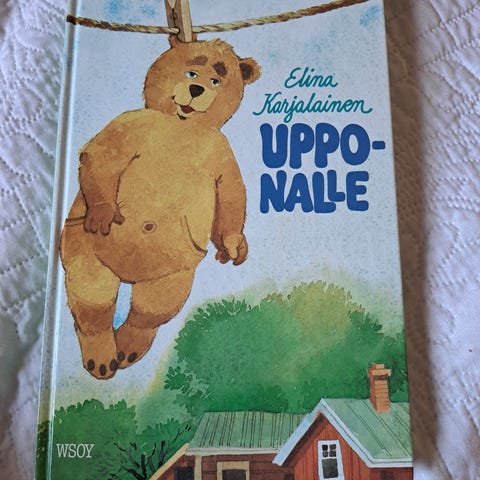 Elina
Karjalainen
UPPO-
NALLE
WSOY